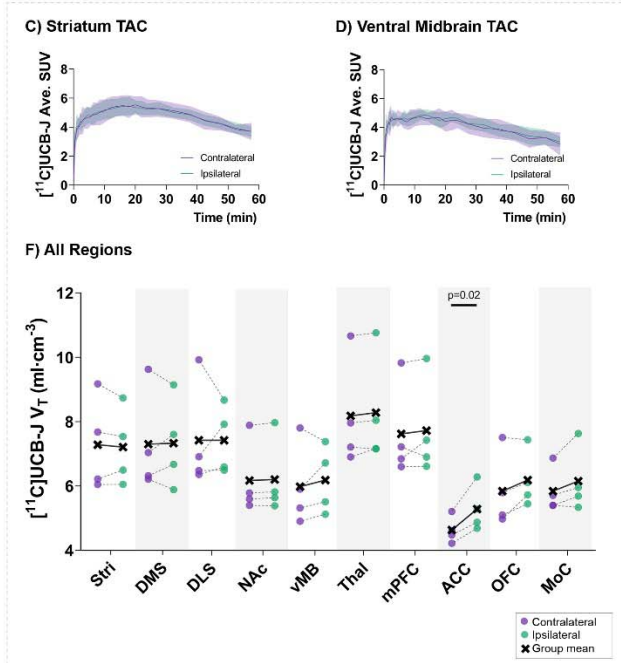 C) Striatum TAC
[¹¹C]UCB-J Ave. SUV
8
6
4
2
0
0 10 20 30 40 50 60
Time (min)
Contralateral
Ipsilateral
D) Ventral Midbrain TAC
[¹¹C]UCB-J Ave. SUV
8
6
4
2
0
0 10 20 30 40 50 60
Time (min)
Contralateral
Ipsilateral
F) All Regions
[¹¹C]UCB-J V_T (ml·cm⁻³)
12
10
8
6
4
p=0.02
Stri DMS DLS NAc vMB Thal mPFC ACC OFC MoC
Contralateral
Ipsilateral
Group mean